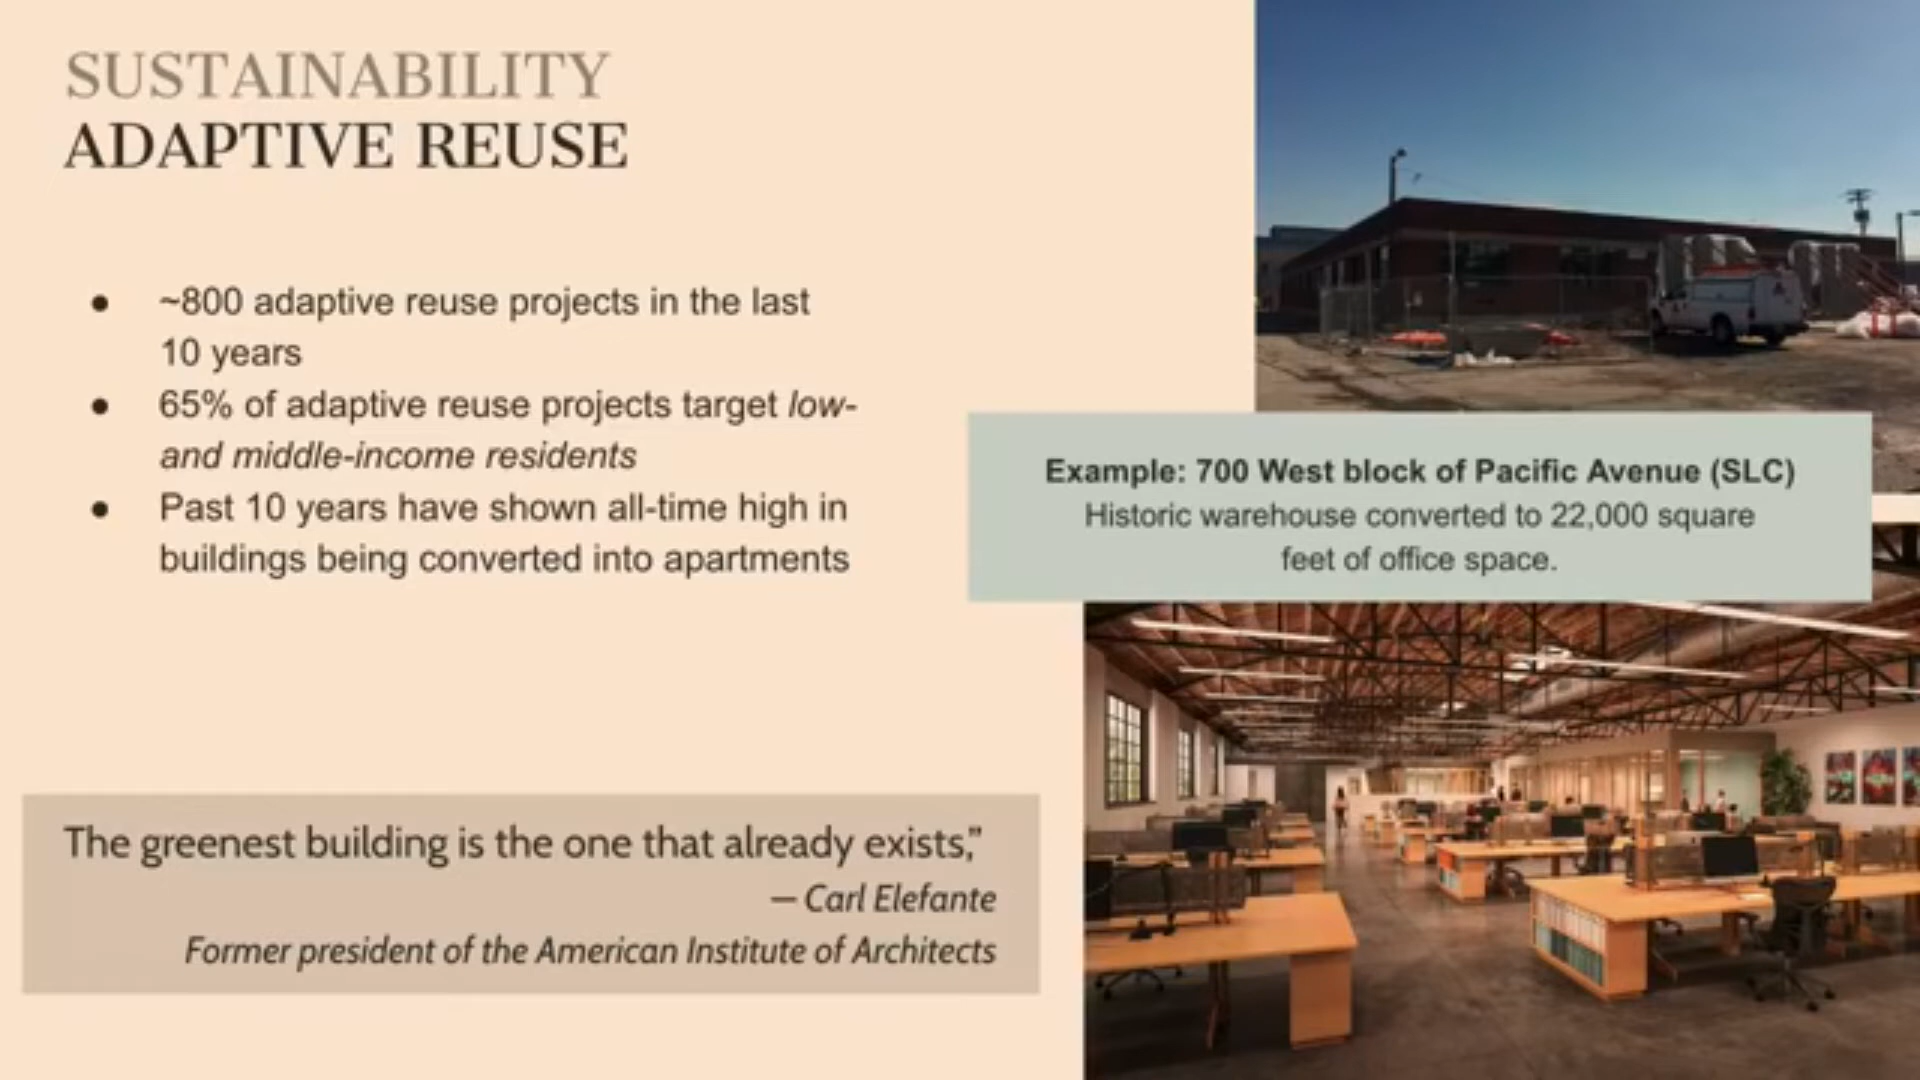 SUSTAINABILITY
ADAPTIVE REUSE
● ~800 adaptive reuse projects in the last
10 years
● 65% of adaptive reuse projects target low-
and middle-income residents
● Past 10 years have shown all-time high in
buildings being converted into apartments
Example: 700 West block of Pacific Avenue (SLC)
Historic warehouse converted to 22,000 square
feet of office space.
The greenest building is the one that already exists,”
— Carl Elefante
Former president of the American Institute of Architects